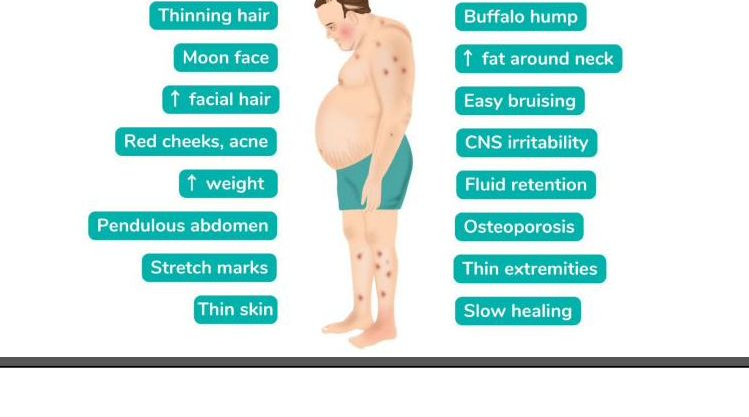 Thinning hair
Moon face
↑ facial hair
Red cheeks, acne
↑ weight
Pendulous abdomen
Stretch marks
Thin skin
Buffalo hump
↑ fat around neck
Easy bruising
CNS irritability
Fluid retention
Osteoporosis
Thin extremities
Slow healing